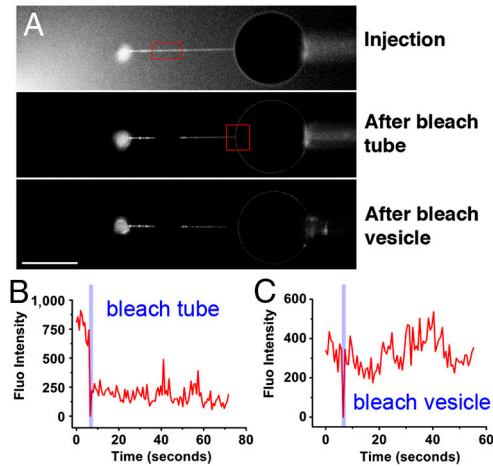 A
Injection
After bleach
tube
After bleach
vesicle
B
1,000
750
500
250
0
Fluo Intensity
bleach tube
0 20 40 60 80
Time (seconds)
C
600
400
200
0
Fluo Intensity
bleach vesicle
0 20 40 60
Time (seconds)